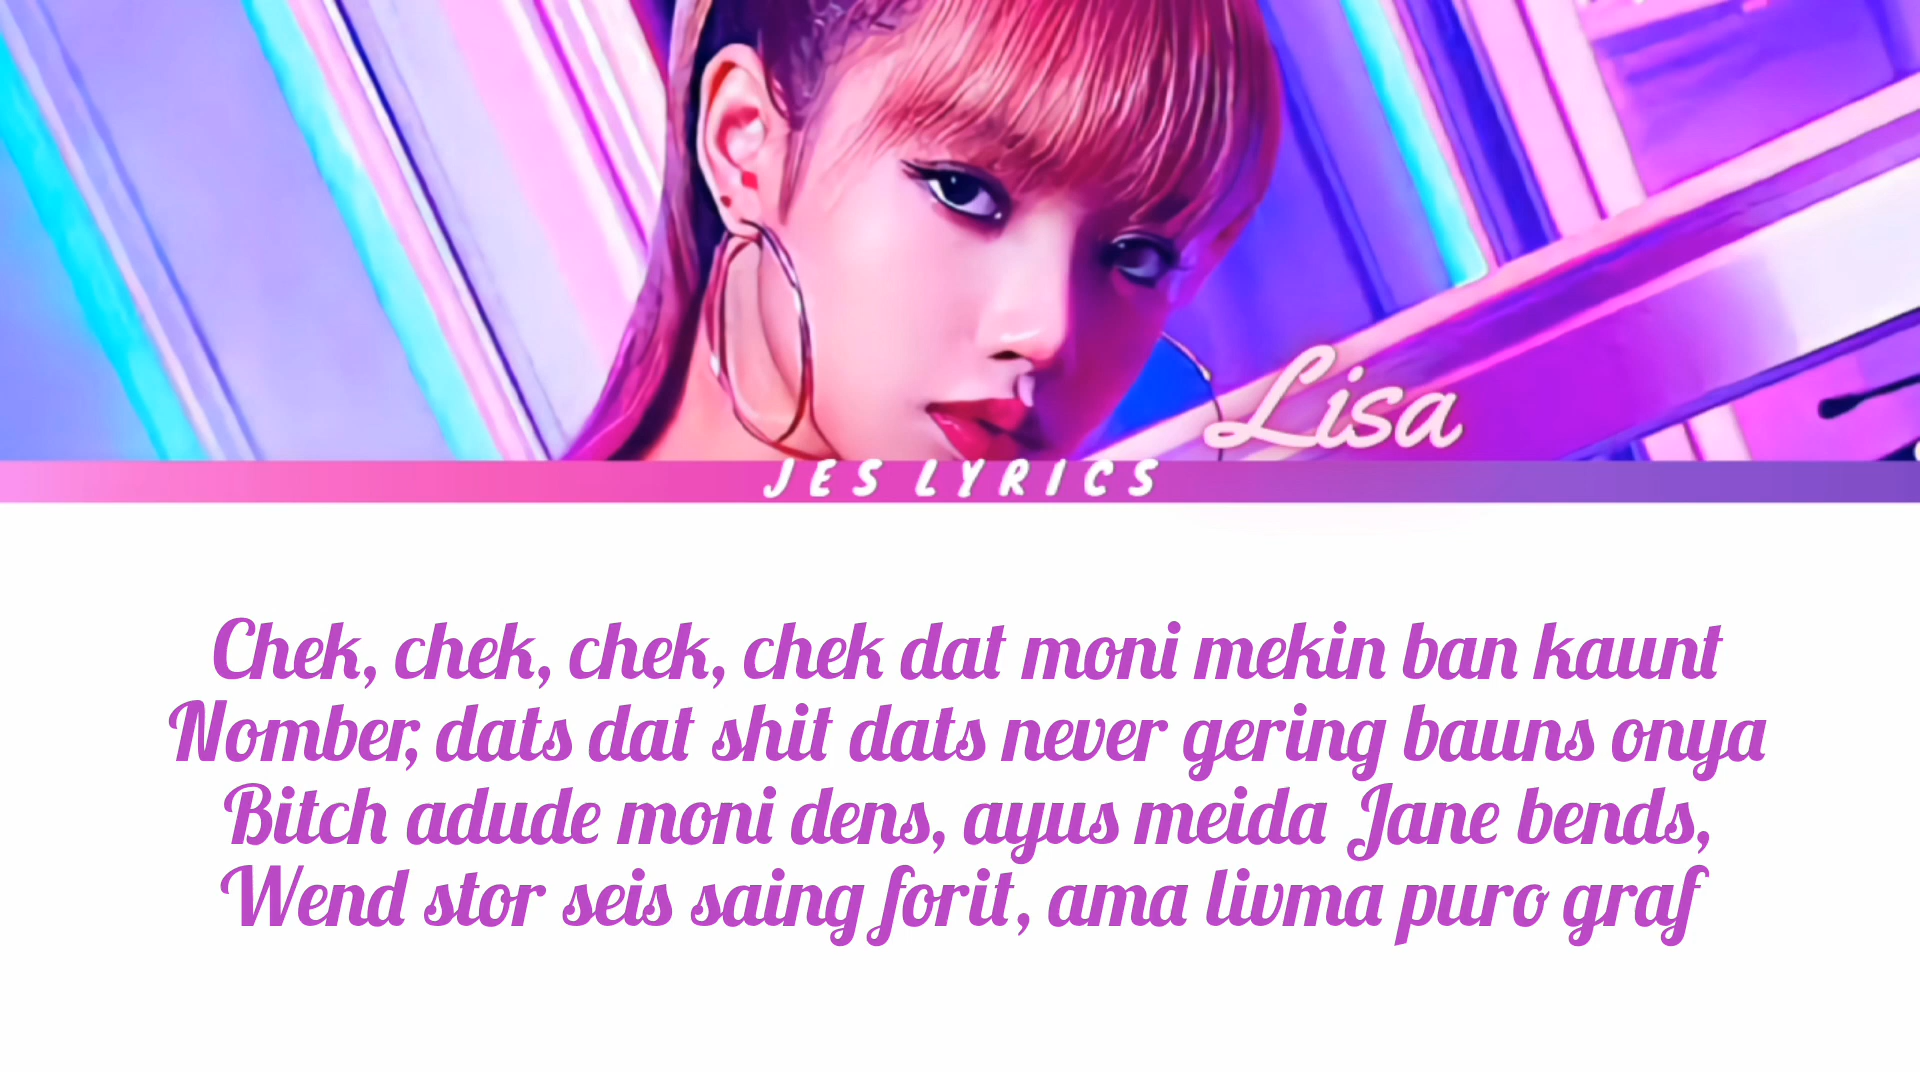 Lisa
JES LYRICS
Chek, chek, chek, chek dat moni mekin ban kaunt
Nomber, dats dat shit dats never gering bauns onya
Bitch adude moni dens, ayus meida Jane bends,
Wend stor seis saing forit, ama livma puro graf